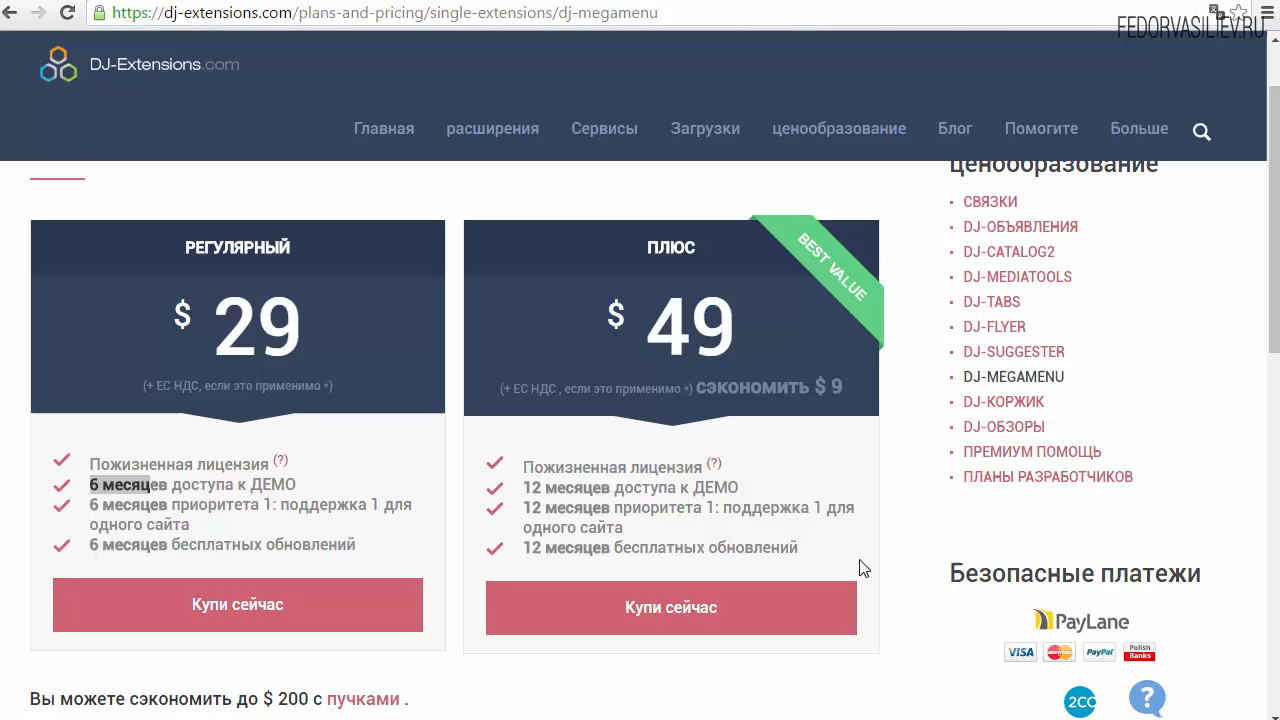 https://dj-extensions.com/plans-and-pricing/single-extensions/dj-megamenu
FEDORVASILIEV.RU
DJ-Extensions.com
Главная расширения Сервисы Загрузки ценообразование Блог Помогите Больше
ценообразование
СВЯЗКИ
DJ-ОБЪЯВЛЕНИЯ
DJ-CATALOG2
DJ-MEDIATOOLS
DJ-TABS
DJ-FLYER
DJ-SUGGESTER
DJ-MEGAMENU
DJ-КОРЖИК
DJ-ОБЗОРЫ
ПРЕМИУМ ПОМОЩЬ
ПЛАНЫ РАЗРАБОТЧИКОВ
РЕГУЛЯРНЫЙ
$ 29
(+ ЕС НДС, если это применимо *)
Пожизненная лицензия (?)
6 месяцев доступа к ДЕМО
6 месяцев приоритета 1: поддержка 1 для
одного сайта
6 месяцев бесплатных обновлений
Купи сейчас
ПЛЮС
BEST VALUE
$ 49
(+ ЕС НДС , если это применимо *) сэкономить $ 9
Пожизненная лицензия (?)
12 месяцев доступа к ДЕМО
12 месяцев приоритета 1: поддержка 1 для
одного сайта
12 месяцев бесплатных обновлений
Купи сейчас
Безопасные платежи
PayLane
VISA MasterCard PayPal Polish Banks
2CO
?
Вы можете сэкономить до $ 200 с пучками .